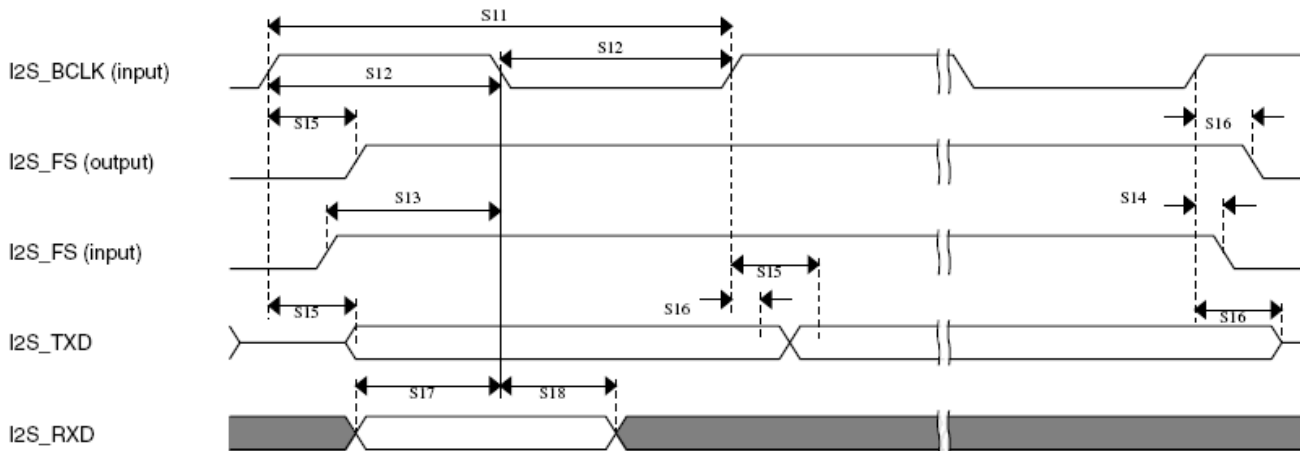 S11
I2S_BCLK (input)
S12
S12
S15
S16
I2S_FS (output)
S13
S14
I2S_FS (input)
S15
S15
S16
S16
I2S_TXD
S17
S18
I2S_RXD